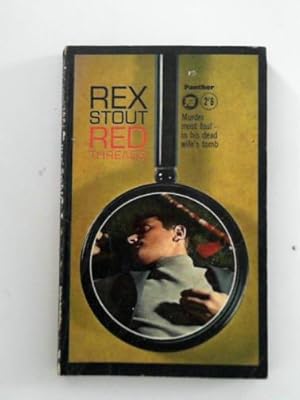 REX
STOUT
RED
THREADS
Panther
2'6
Murder
most foul –
in his dead
wife's tomb